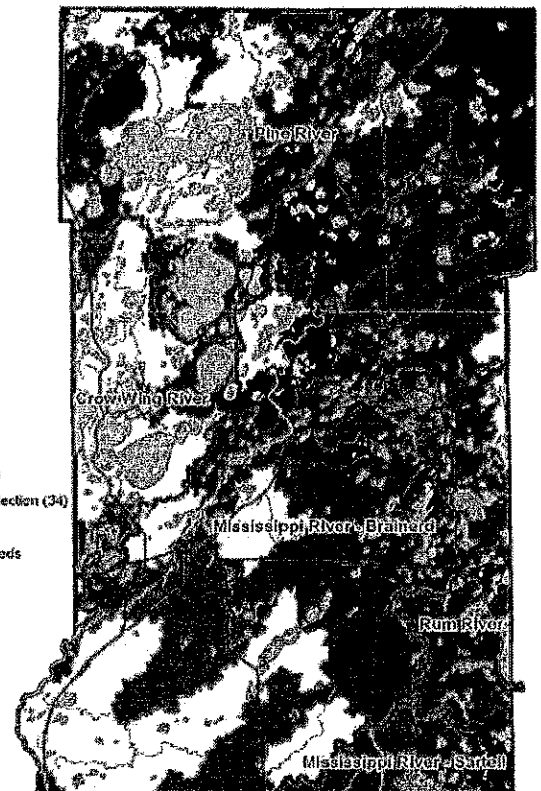 Pine River
Crow Wing River
ection (34)
Mississippi River - Brainerd
eds
Rum River
Mississippi River - Sartell